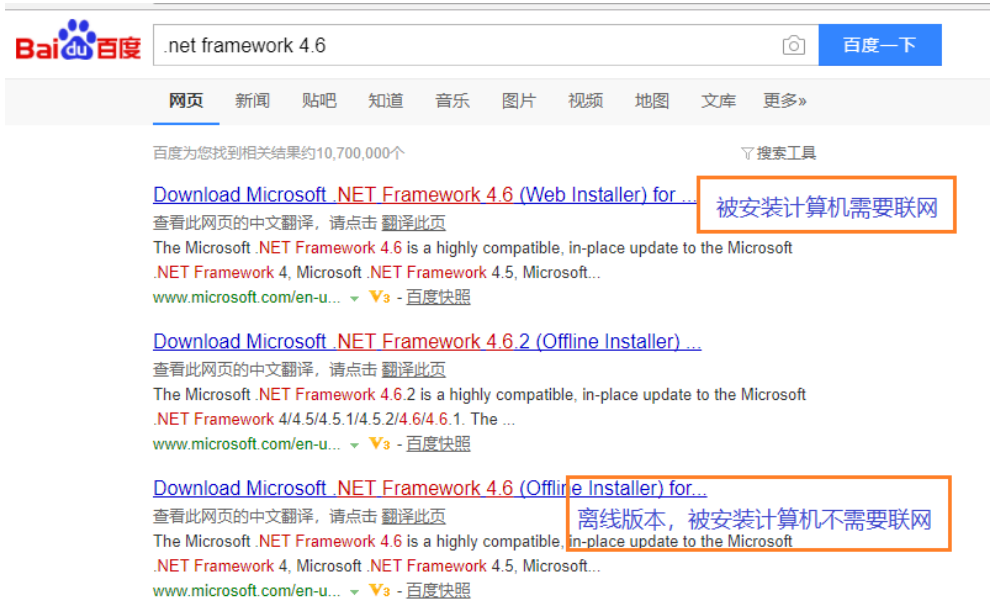 Bai du 百度 .net framework 4.6 百度一下
网页 新闻 贴吧 知道 音乐 图片 视频 地图 文库 更多»
百度为您找到相关结果约10,700,000个 搜索工具
Download Microsoft .NET Framework 4.6 (Web Installer) for ...
被安装计算机需要联网
查看此网页的中文翻译，请点击 翻译此页
The Microsoft .NET Framework 4.6 is a highly compatible, in-place update to the Microsoft
.NET Framework 4, Microsoft .NET Framework 4.5, Microsoft...
www.microsoft.com/en-u... V3 - 百度快照
Download Microsoft .NET Framework 4.6.2 (Offline Installer) ...
查看此网页的中文翻译，请点击 翻译此页
The Microsoft .NET Framework 4.6.2 is a highly compatible, in-place update to the Microsoft
.NET Framework 4/4.5/4.5.1/4.5.2/4.6/4.6.1. The ...
www.microsoft.com/en-u... V3 - 百度快照
Download Microsoft .NET Framework 4.6 (Offline Installer) for...
离线版本，被安装计算机不需要联网
查看此网页的中文翻译，请点击 翻译此页
The Microsoft .NET Framework 4.6 is a highly compatible, in-place update to the Microsoft
.NET Framework 4, Microsoft .NET Framework 4.5, Microsoft...
www.microsoft.com/en-u... V3 - 百度快照